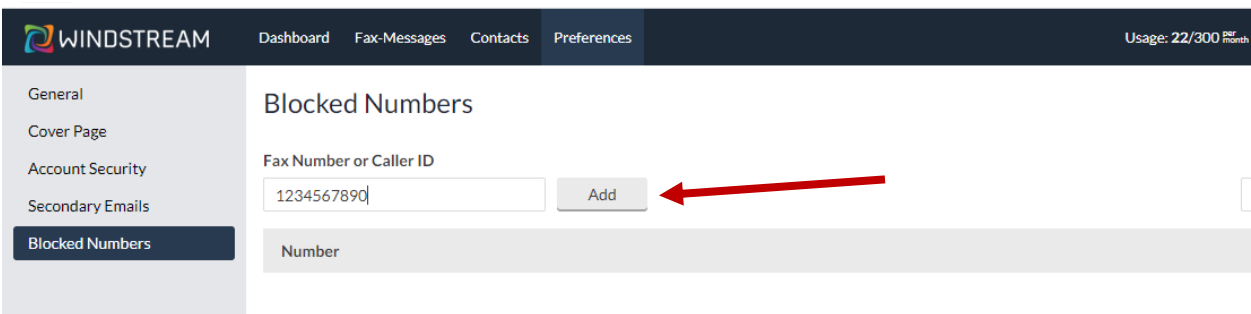 WINDSTREAM Dashboard Fax-Messages Contacts Preferences Usage: 22/300 per month
General
Cover Page
Account Security
Secondary Emails
Blocked Numbers
Blocked Numbers
Fax Number or Caller ID
1234567890 Add
Number